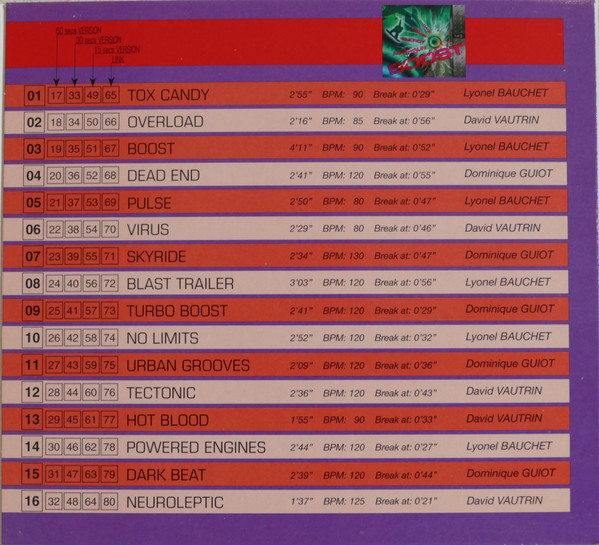 60 secs VERSION
30 secs VERSION
15 secs VERSION
LINK
BOOST
01 17 33 49 65 TOX CANDY 2'55" BPM: 90 Break at: 0'29" Lyonel BAUCHET
02 18 34 50 66 OVERLOAD 2'16" BPM: 85 Break at: 0'56" David VAUTRIN
03 19 35 51 67 BOOST 4'11" BPM: 90 Break at: 0'52" Lyonel BAUCHET
04 20 36 52 68 DEAD END 2'41" BPM: 120 Break at: 0'55" Dominique GUIOT
05 21 37 53 69 PULSE 2'50" BPM: 80 Break at: 0'47" Lyonel BAUCHET
06 22 38 54 70 VIRUS 2'29" BPM: 80 Break at: 0'46" David VAUTRIN
07 23 39 55 71 SKYRIDE 2'34" BPM: 130 Break at: 0'47" Dominique GUIOT
08 24 40 56 72 BLAST TRAILER 3'03" BPM: 120 Break at: 0'56" Lyonel BAUCHET
09 25 41 57 73 TURBO BOOST 2'41" BPM: 120 Break at: 0'29" Dominique GUIOT
10 26 42 58 74 NO LIMITS 2'52" BPM: 120 Break at: 0'32" Lyonel BAUCHET
11 27 43 59 75 URBAN GROOVES 2'09" BPM: 120 Break at: 0'36" Dominique GUIOT
12 28 44 60 76 TECTONIC 2'36" BPM: 120 Break at: 0'43" David VAUTRIN
13 29 45 61 77 HOT BLOOD 1'55" BPM: 90 Break at: 0'33" David VAUTRIN
14 30 46 62 78 POWERED ENGINES 2'44" BPM: 120 Break at: 0'27" Lyonel BAUCHET
15 31 47 63 79 DARK BEAT 2'39" BPM: 120 Break at: 0'44" Dominique GUIOT
16 32 48 64 80 NEUROLEPTIC 1'37" BPM: 125 Break at: 0'21" David VAUTRIN